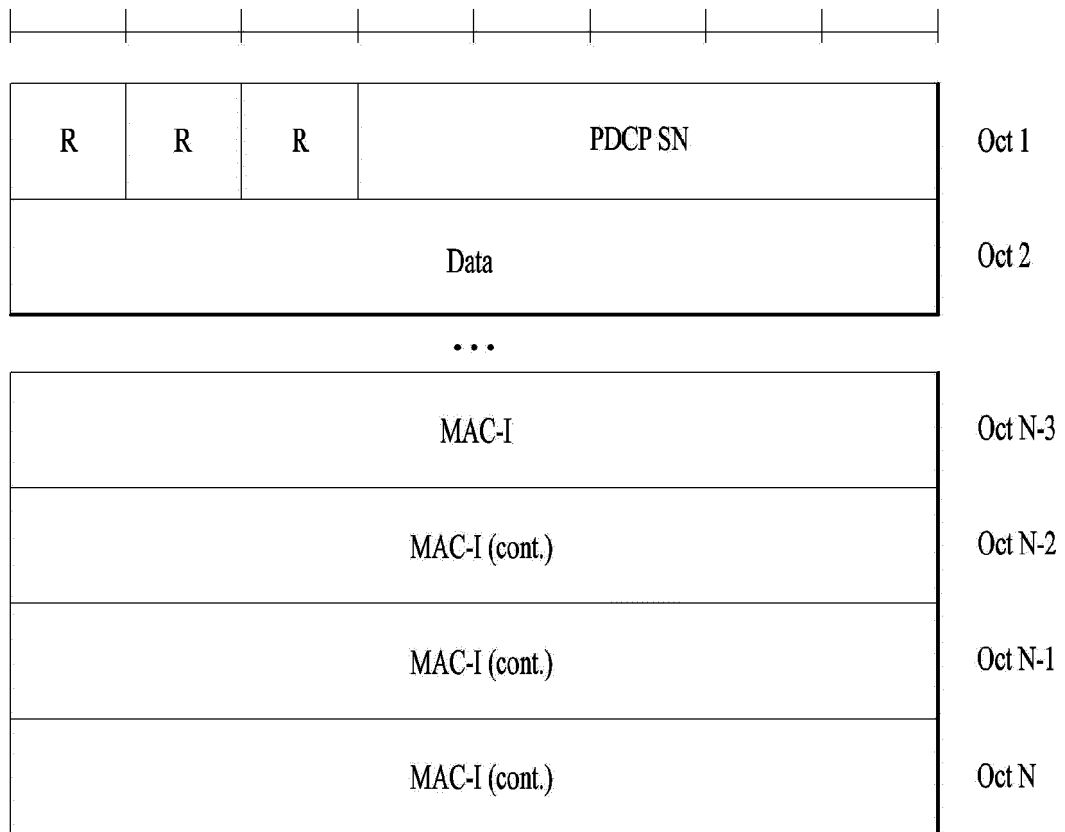 R R R PDCP SN Oct 1
Data Oct 2
...
MAC-I Oct N-3
MAC-I (cont.) Oct N-2
MAC-I (cont.) Oct N-1
MAC-I (cont.) Oct N